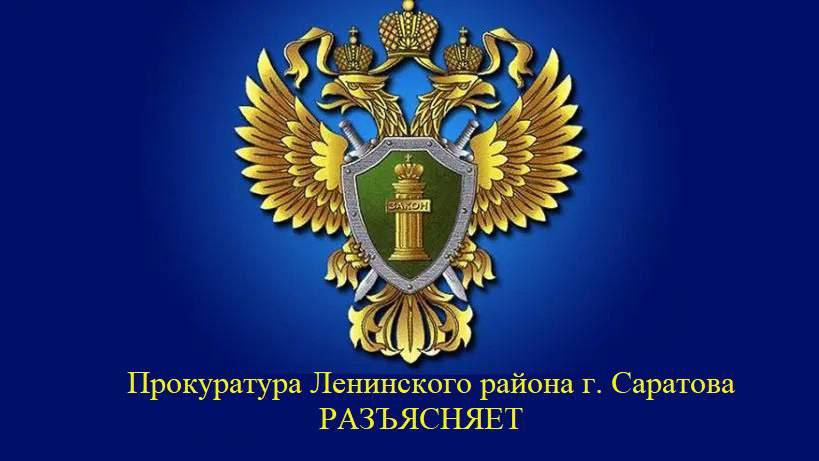 ЗАКОН
Прокуратура Ленинского района г. Саратова
РАЗЪЯСНЯЕТ